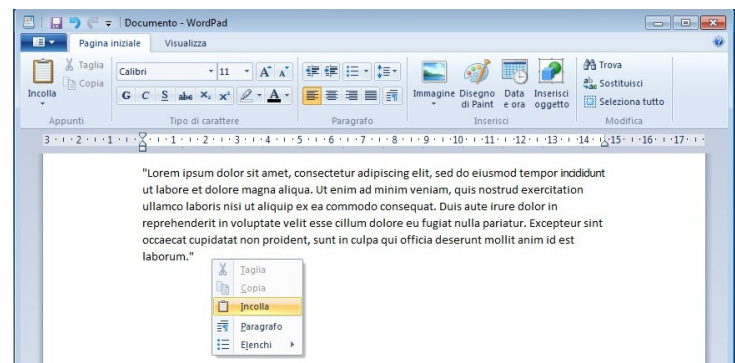 Documento - WordPad
Pagina iniziale Visualizza
Incolla
Taglia
Copia
Appunti
Calibri 11
G C S abc X₂ X² A
Tipo di carattere
Paragrafo
Immagine
Disegno di Paint
Data e ora
Inserisci oggetto
Inserisci
Trova
Sostituisci
Seleziona tutto
Modifica
3 2 1 1 2 3 4 5 6 7 8 9 10 11 12 13 14 15 16 17
"Lorem ipsum dolor sit amet, consectetur adipiscing elit, sed do eiusmod tempor incididunt
ut labore et dolore magna aliqua. Ut enim ad minim veniam, quis nostrud exercitation
ullamco laboris nisi ut aliquip ex ea commodo consequat. Duis aute irure dolor in
reprehenderit in voluptate velit esse cillum dolore eu fugiat nulla pariatur. Excepteur sint
occaecat cupidatat non proident, sunt in culpa qui officia deserunt mollit anim id est
laborum."
Taglia
Copia
Incolla
Paragrafo
Elenchi